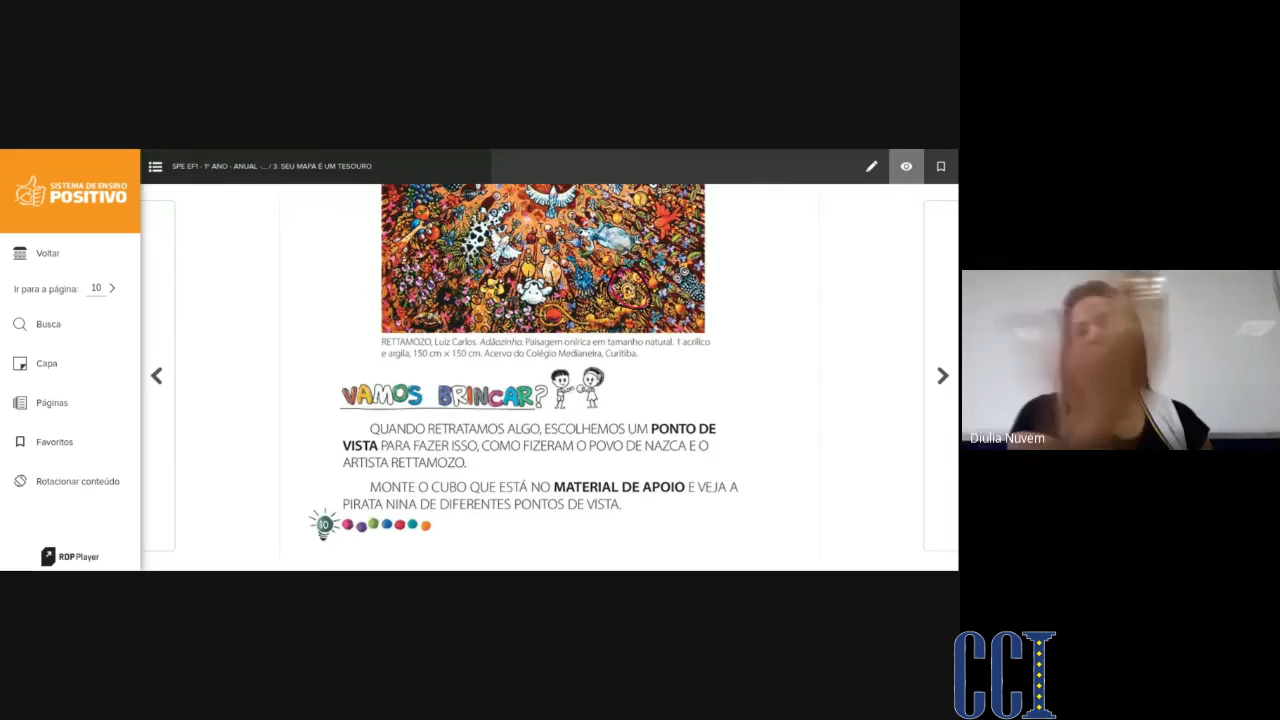 SISTEMA DE ENSINO
POSITIVO
SPE EF1 - 1º ANO - ANUAL -... / 3. SEU MAPA É UM TESOURO
Voltar
Ir para a página: 10
Busca
Capa
Páginas
Favoritos
Rotacionar conteúdo
RDP Player
RETTAMOZO, Luiz Carlos. Adãozinho. Paisagem onírica em tamanho natural. 1 acrílico
e argila, 150 cm × 150 cm. Acervo do Colégio Medianeira, Curitiba.
VAMOS BRINCAR?
QUANDO RETRATAMOS ALGO, ESCOLHEMOS UM PONTO DE
VISTA PARA FAZER ISSO, COMO FIZERAM O POVO DE NAZCA E O
ARTISTA RETTAMOZO.
MONTE O CUBO QUE ESTÁ NO MATERIAL DE APOIO E VEJA A
PIRATA NINA DE DIFERENTES PONTOS DE VISTA.
10
Diulia Nuvem
CCI